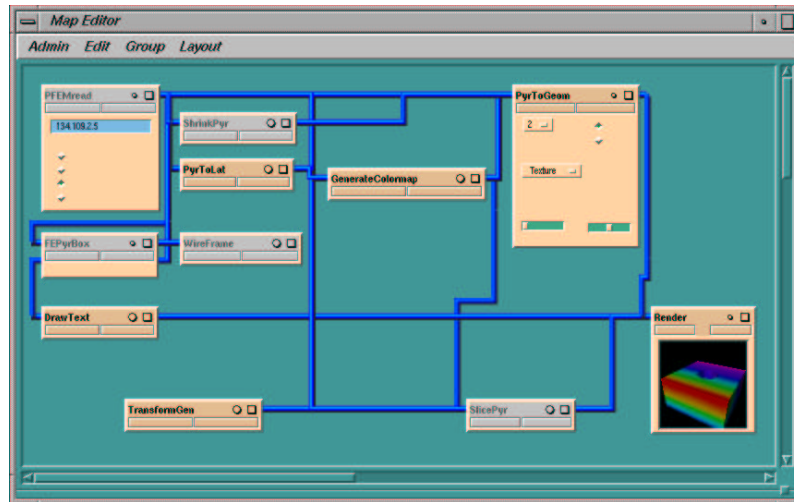 Map Editor
Admin Edit Group Layout
PFEMread
134.109.2.5
ShrinkPyr
PyrToLat
GenerateColormap
PyrToGeom
2
Texture
FEPyrBox
WireFrame
DrawText
Render
TransformGen
SlicePyr